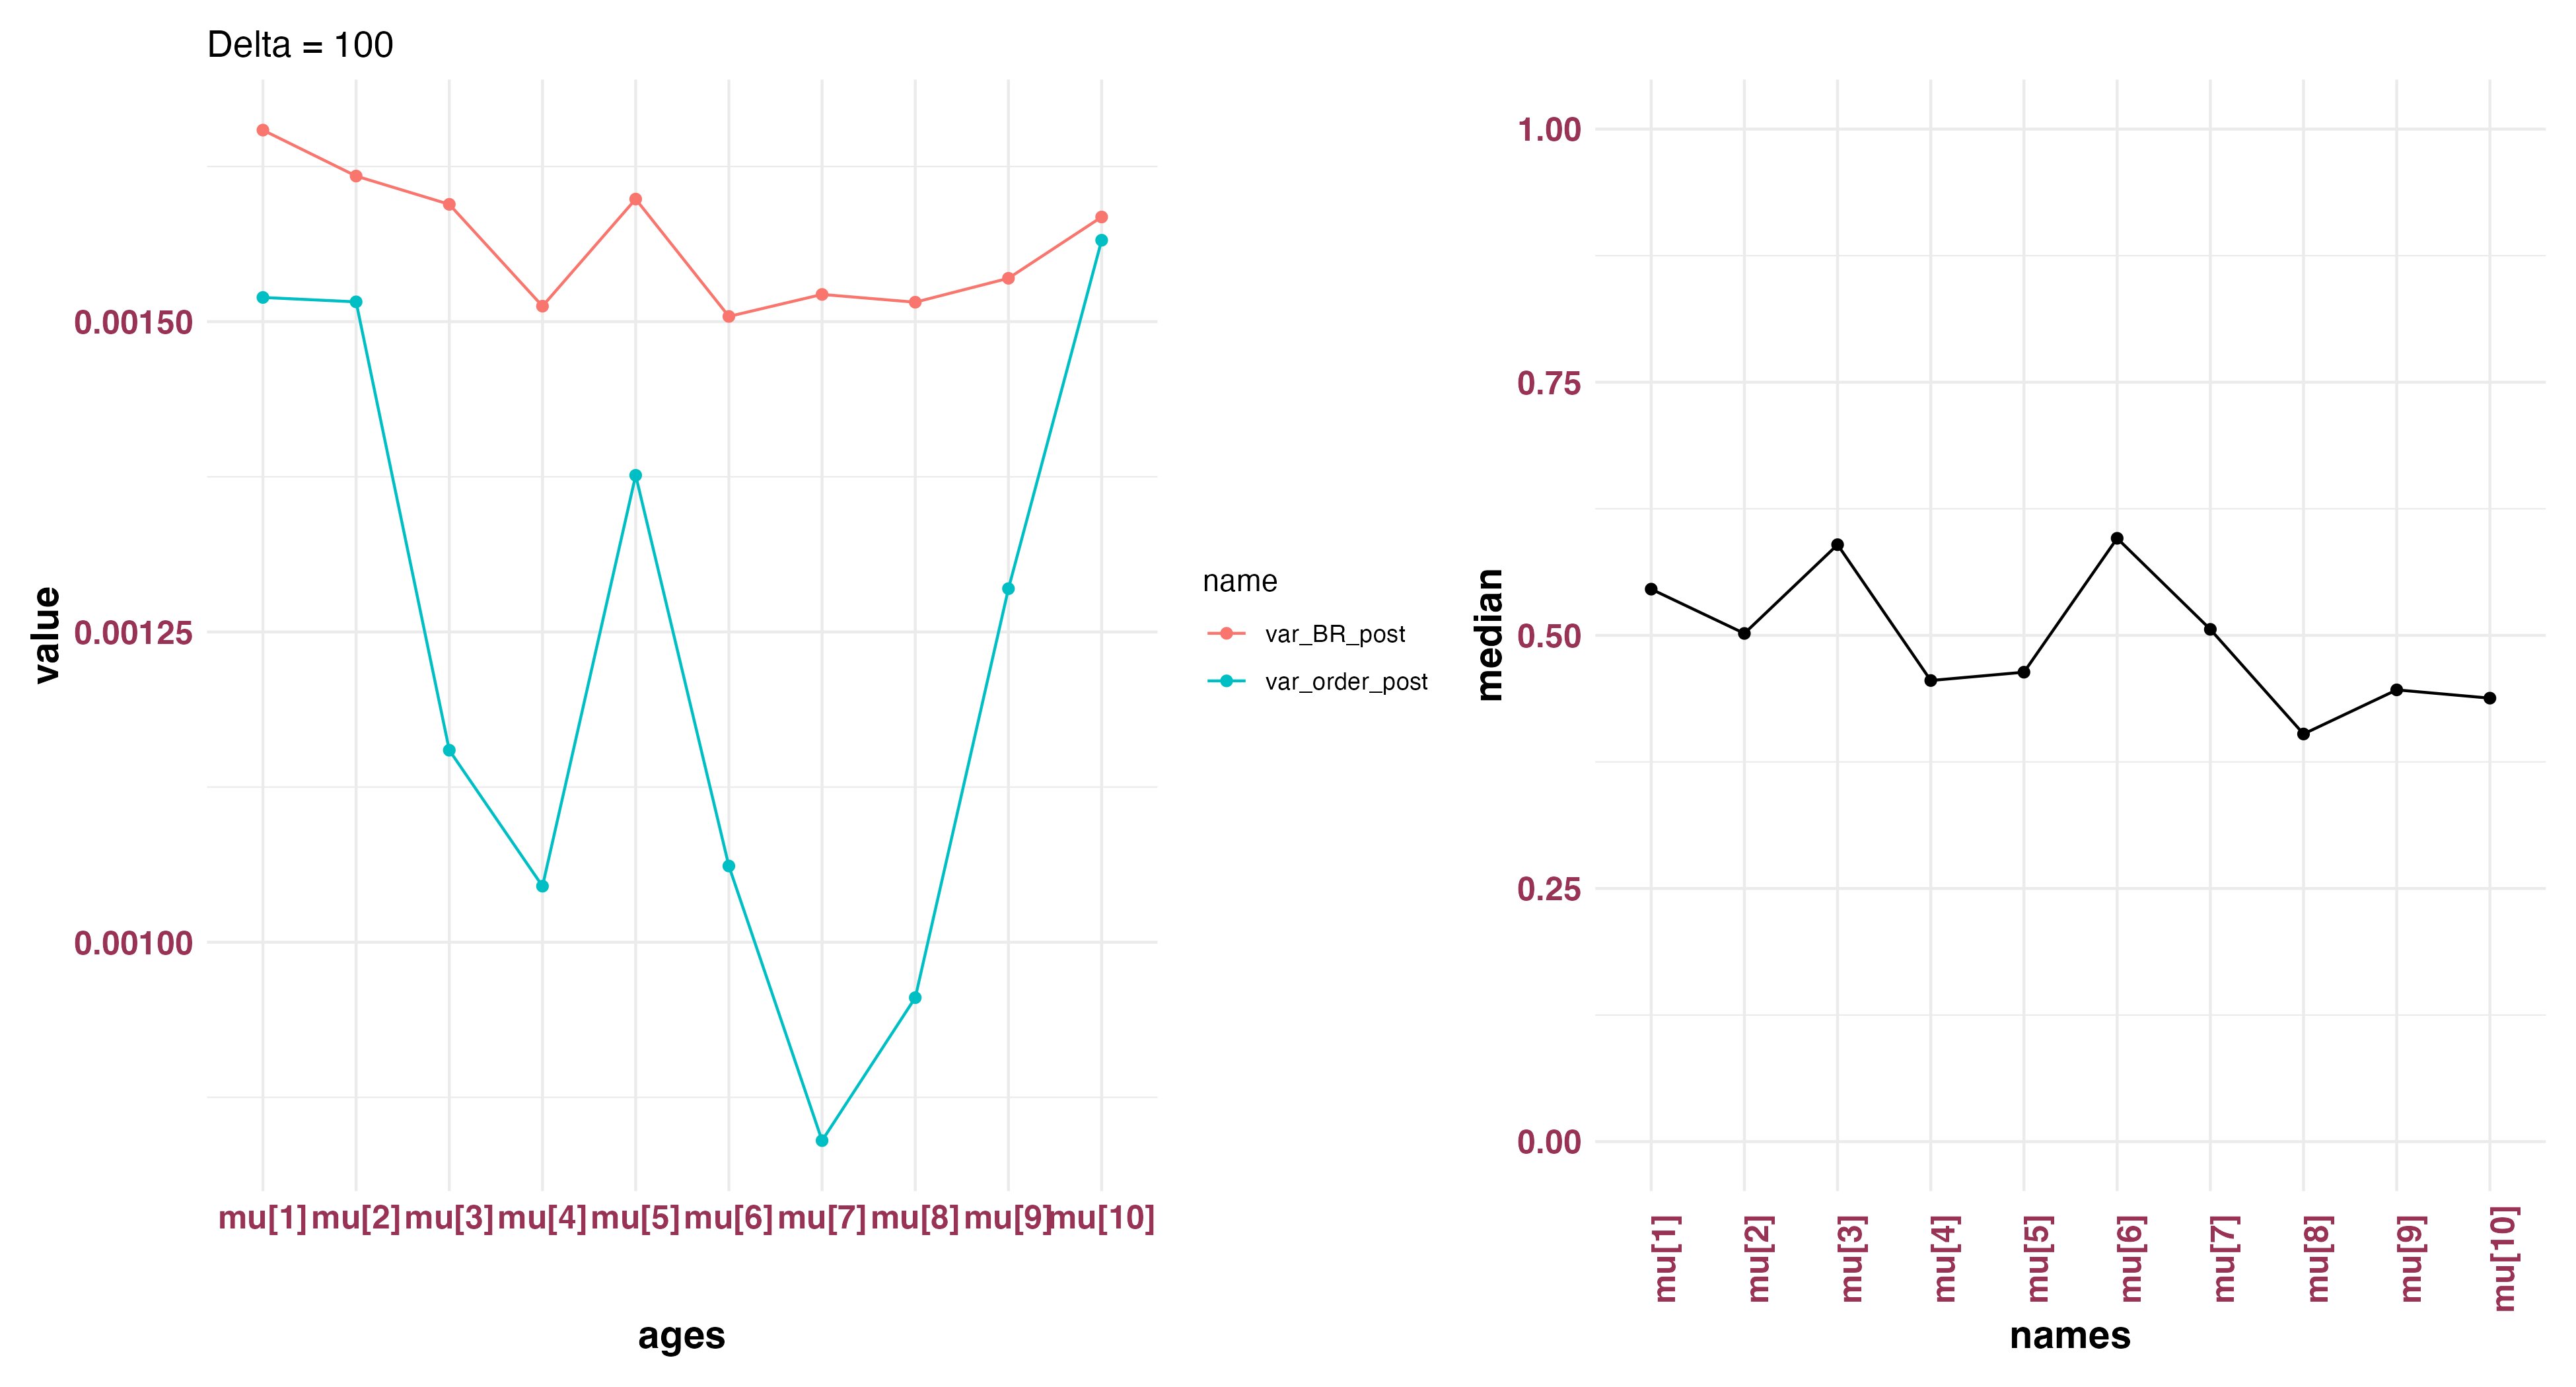 Delta = 100
value
0.00150
0.00125
0.00100
mu[1] mu[2] mu[3] mu[4] mu[5] mu[6] mu[7] mu[8] mu[9] mu[10]
ages
name
var_BR_post
var_order_post
median
1.00
0.75
0.50
0.25
0.00
mu[1] mu[2] mu[3] mu[4] mu[5] mu[6] mu[7] mu[8] mu[9] mu[10]
names